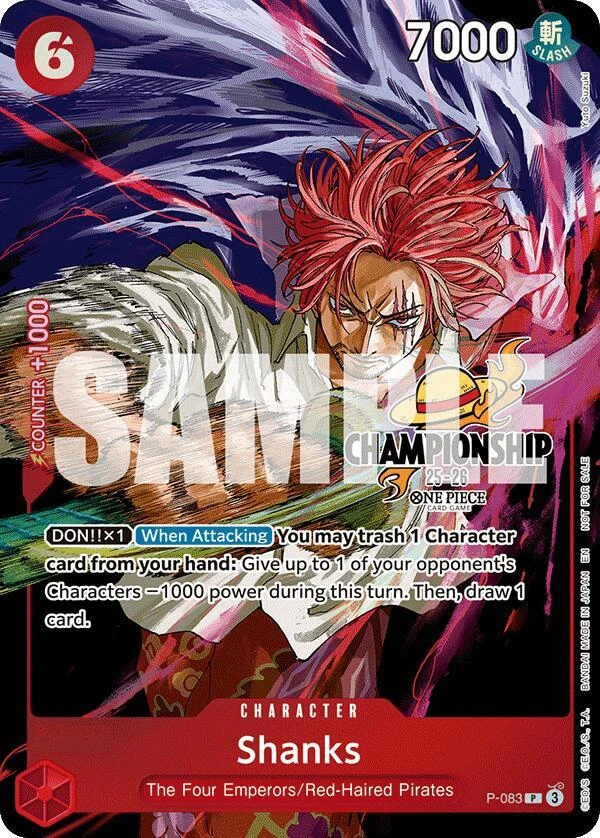 6
7000
斬
SLASH
Yuto Suzuki
COUNTER +1000
SAMPLE
CHAMPIONSHIP
25-26
ONE PIECE
CARD GAME
DON!!×1 When Attacking You may trash 1 Character
card from your hand: Give up to 1 of your opponent's
Characters −1000 power during this turn. Then, draw 1
card.
CHARACTER
Shanks
The Four Emperors/Red-Haired Pirates
P-083 P 3
©E.O./S., T.A. BANDAI MADE IN JAPAN EN NOT FOR SALE